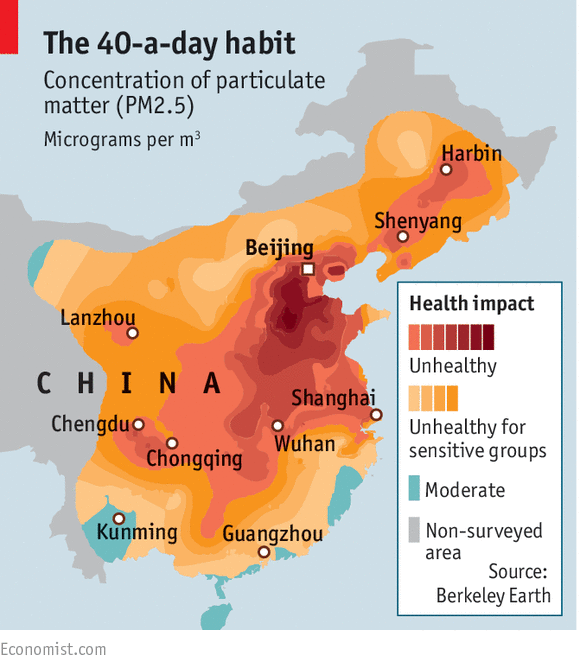 The 40-a-day habit
Concentration of particulate
matter (PM2.5)
Micrograms per m³
Harbin
Shenyang
Beijing
Lanzhou
CHINA
Shanghai
Chengdu
Wuhan
Chongqing
Kunming
Guangzhou
Health impact
Unhealthy
Unhealthy for
sensitive groups
Moderate
Non-surveyed
area
Source:
Berkeley Earth
Economist.com